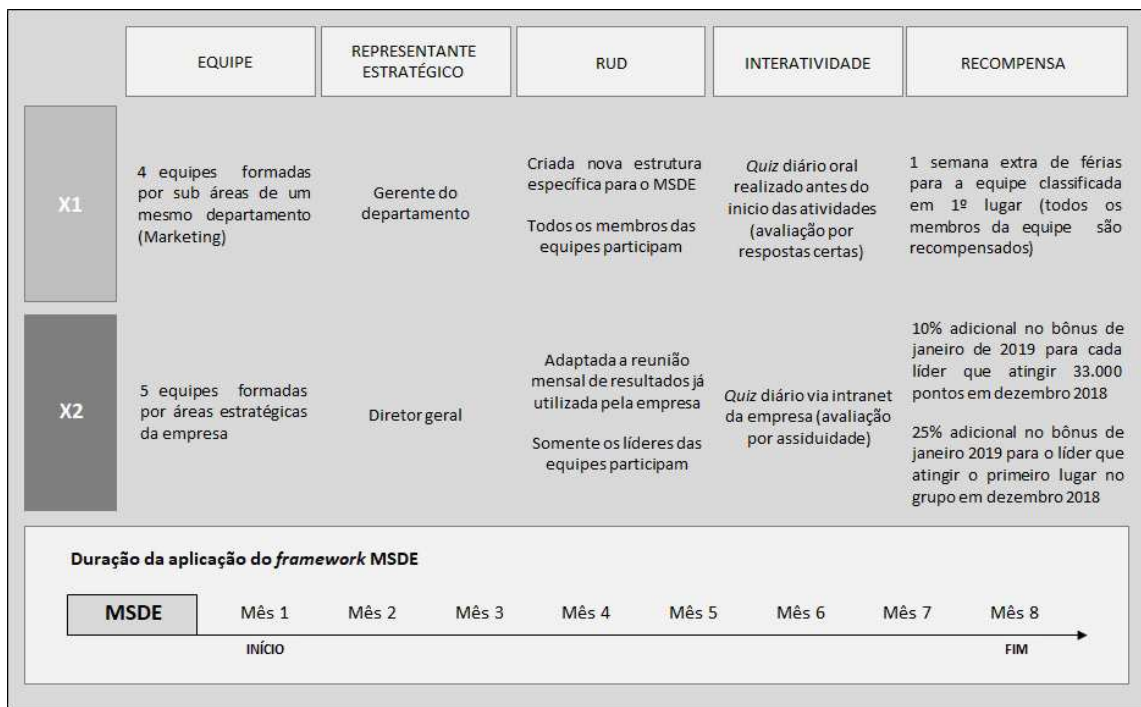 EQUIPE
REPRESENTANTE
ESTRATÉGICO
RUD
INTERATIVIDADE
RECOMPENSA
X1
4 equipes formadas
por sub áreas de um
mesmo departamento
(Marketing)
Gerente do
departamento
Criada nova estrutura
específica para o MSDE
Todos os membros das
equipes participam
Quiz diário oral
realizado antes do
inicio das atividades
(avaliação por
respostas certas)
1 semana extra de férias
para a equipe classificada
em 1º lugar (todos os
membros da equipe são
recompensados)
X2
5 equipes formadas
por áreas estratégicas
da empresa
Diretor geral
Adaptada a reunião
mensal de resultados já
utilizada pela empresa
Somente os líderes das
equipes participam
Quiz diário via intranet
da empresa (avaliação
por assiduidade)
10% adicional no bônus de
janeiro de 2019 para cada
líder que atingir 33.000
pontos em dezembro 2018
25% adicional no bônus de
janeiro 2019 para o líder que
atingir o primeiro lugar no
grupo em dezembro 2018
Duração da aplicação do framework MSDE
MSDE Mês 1 Mês 2 Mês 3 Mês 4 Mês 5 Mês 6 Mês 7 Mês 8
INÍCIO FIM